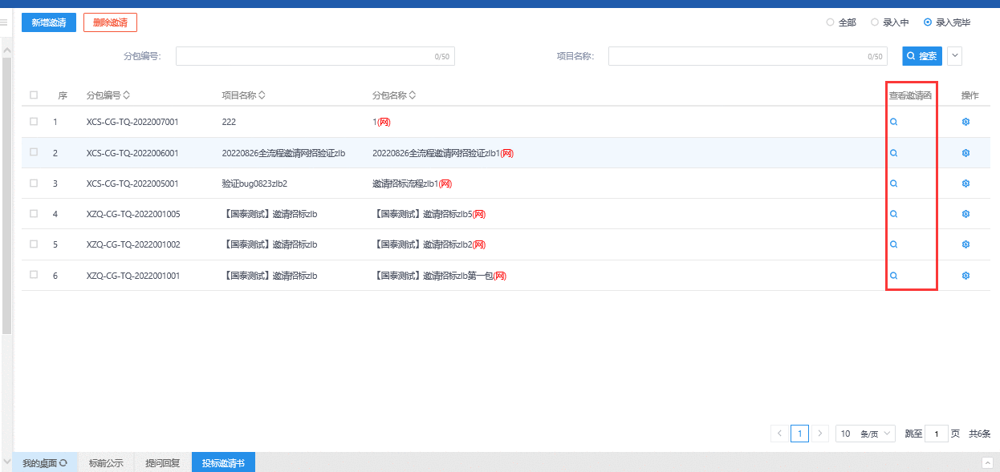 新增邀请 删除邀请 全部 录入中 录入完毕
分包编号： 0/50 项目名称： 0/50 搜索
序 分包编号 项目名称 分包名称 查看邀请函 操作
1 XCS-CG-TQ-2022007001 222 1(网)
2 XCS-CG-TQ-2022006001 20220826全流程邀请网招验证zlb 20220826全流程邀请网招验证zlb1(网)
3 XCS-CG-TQ-2022005001 验证bug0823zlb2 邀请招标流程zlb1(网)
4 XZQ-CG-TQ-2022001005 【国泰测试】邀请招标zlb 【国泰测试】邀请招标zlb5(网)
5 XZQ-CG-TQ-2022001002 【国泰测试】邀请招标zlb 【国泰测试】邀请招标zlb2(网)
6 XZQ-CG-TQ-2022001001 【国泰测试】邀请招标zlb 【国泰测试】邀请招标zlb第一包(网)
1 10 条/页 跳至 1 页 共6条
我的桌面 标前公示 提问回复 投标邀请书